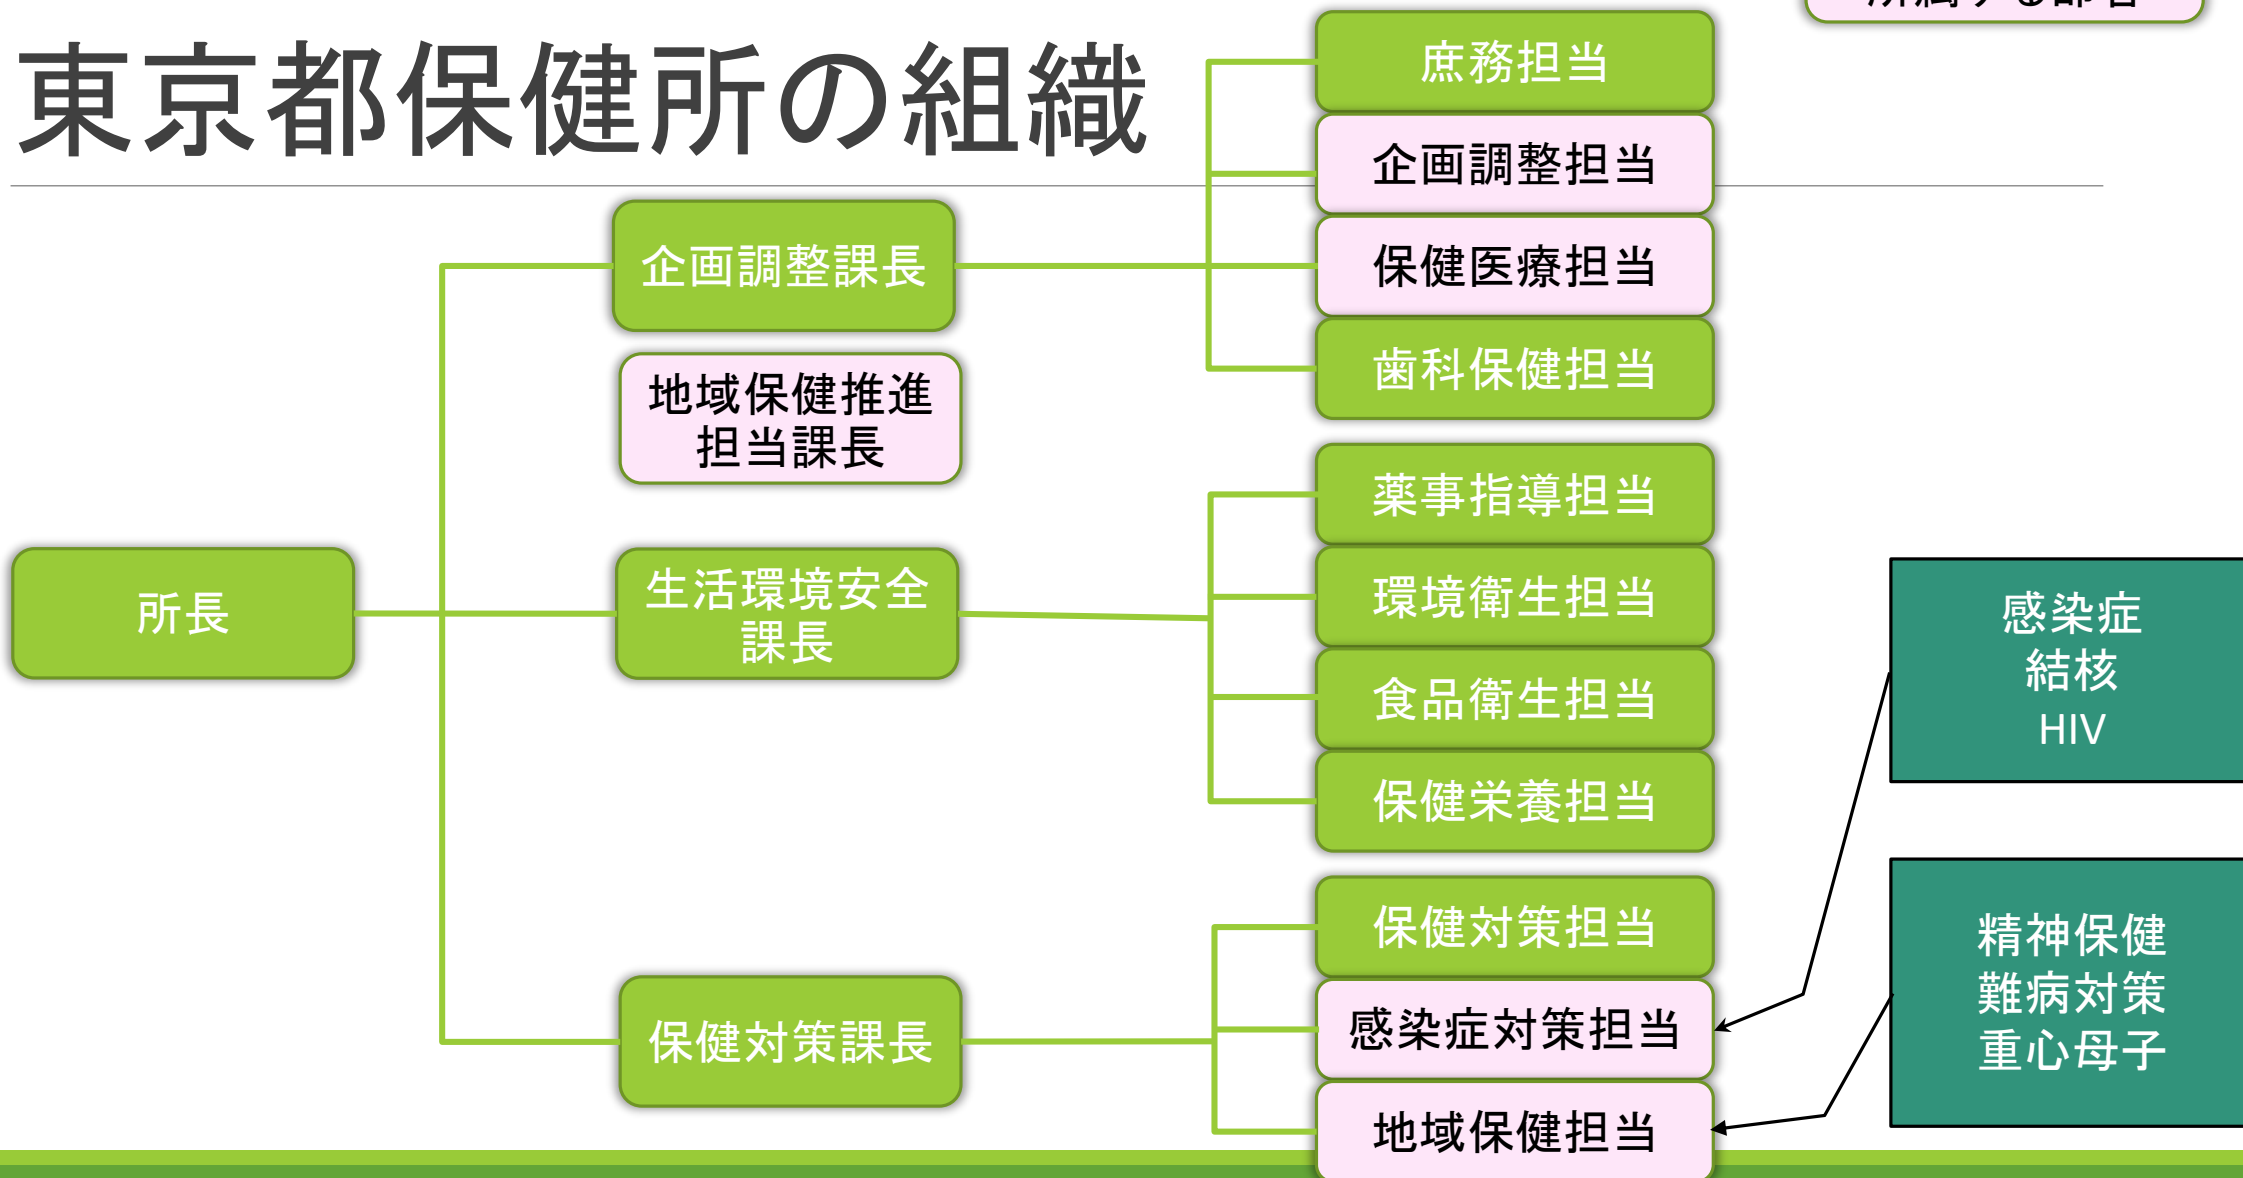 所属する部署
東京都保健所の組織
庶務担当
企画調整担当
保健医療担当
歯科保健担当
企画調整課長
地域保健推進
担当課長
薬事指導担当
環境衛生担当
食品衛生担当
保健栄養担当
所長
生活環境安全
課長
感染症
結核
HIV
保健対策担当
感染症対策担当
地域保健担当
保健対策課長
精神保健
難病対策
重心母子